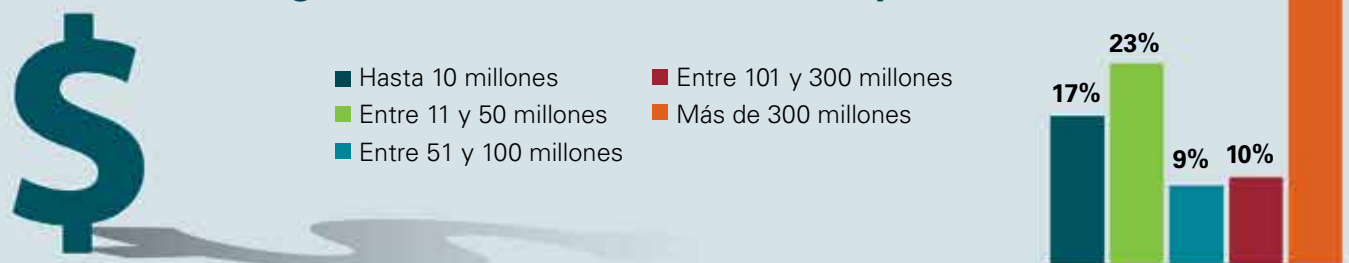 Hasta 10 millones
Entre 11 y 50 millones
Entre 51 y 100 millones
Entre 101 y 300 millones
Más de 300 millones
17%
23%
9%
10%
$